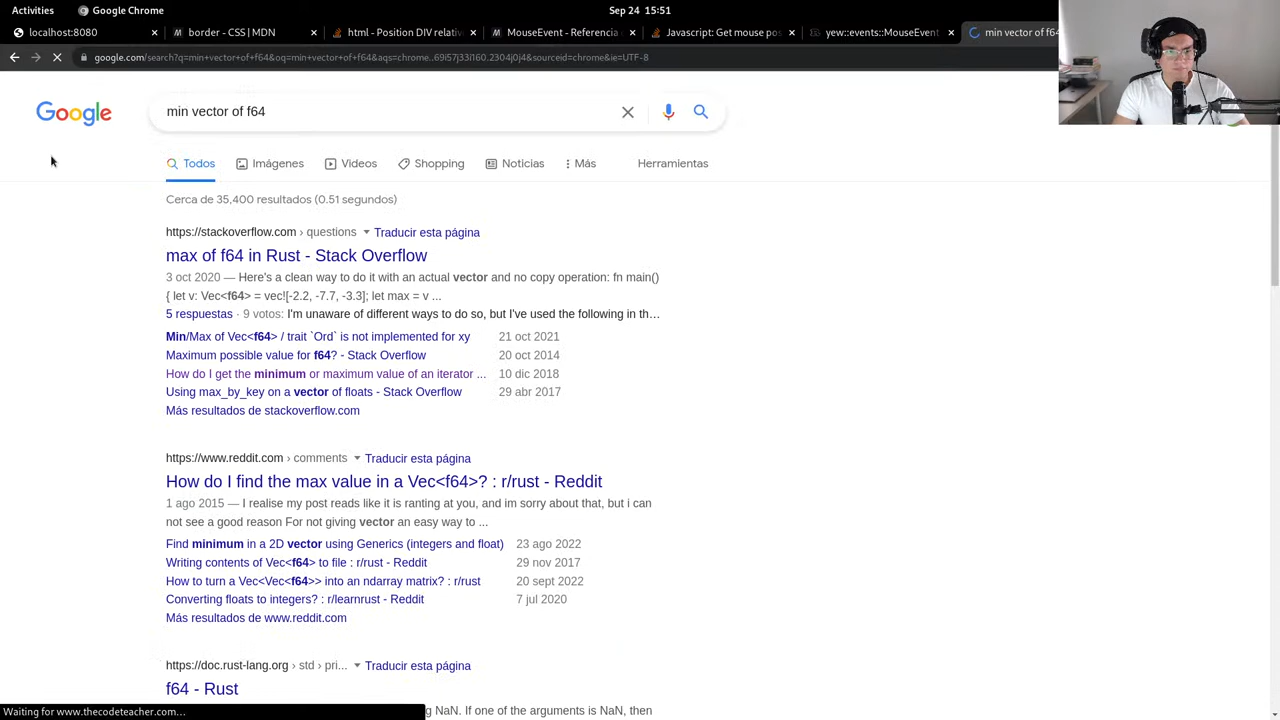 Activities
Google Chrome
Sep 24 15:51
localhost:8080
border - CSS | MDN
html - Position DIV relati
MouseEvent - Referencia
Javascript: Get mouse pos
yew::events::MouseEvent
min vector of f64
google.com/search?q=min+vector+of+f64&oq=min+vector+of+f64&aqs=chrome..69i57j33i160.2304j0j4&sourceid=chrome&ie=UTF-8
Google
min vector of f64
Todos
Imágenes
Videos
Shopping
Noticias
Más
Herramientas
Cerca de 35,400 resultados (0.51 segundos)
https://stackoverflow.com › questions
Traducir esta página
max of f64 in Rust - Stack Overflow
3 oct 2020 — Here's a clean way to do it with an actual vector and no copy operation: fn main()
{ let v: Vec<f64> = vec![-2.2, -7.7, -3.3]; let max = v ...
5 respuestas · 9 votos: I'm unaware of different ways to do so, but I've used the following in th…
Min/Max of Vec<f64> / trait `Ord` is not implemented for xy 21 oct 2021
Maximum possible value for f64? - Stack Overflow 20 oct 2014
How do I get the minimum or maximum value of an iterator ... 10 dic 2018
Using max_by_key on a vector of floats - Stack Overflow 29 abr 2017
Más resultados de stackoverflow.com
https://www.reddit.com › comments
Traducir esta página
How do I find the max value in a Vec<f64>? : r/rust - Reddit
1 ago 2015 — I realise my post reads like it is ranting at you, and im sorry about that, but i can
not see a good reason For not giving vector an easy way to ...
Find minimum in a 2D vector using Generics (integers and float) 23 ago 2022
Writing contents of Vec<f64> to file : r/rust - Reddit 29 nov 2017
How to turn a Vec<Vec<f64>> into an ndarray matrix? : r/rust 20 sept 2022
Converting floats to integers? : r/learnrust - Reddit 7 jul 2020
Más resultados de www.reddit.com
https://doc.rust-lang.org › std › pri...
Traducir esta página
f64 - Rust
Waiting for www.thecodeteacher.com…
g NaN. If one of the arguments is NaN, then